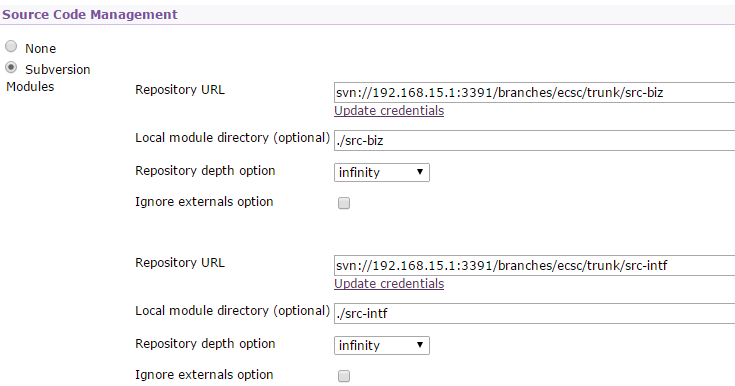 Source Code Management
None
Subversion
Modules
Repository URL
svn://192.168.15.1:3391/branches/ecsc/trunk/src-biz
Update credentials
Local module directory (optional)
./src-biz
Repository depth option
infinity
Ignore externals option
Repository URL
svn://192.168.15.1:3391/branches/ecsc/trunk/src-intf
Update credentials
Local module directory (optional)
./src-intf
Repository depth option
infinity
Ignore externals option